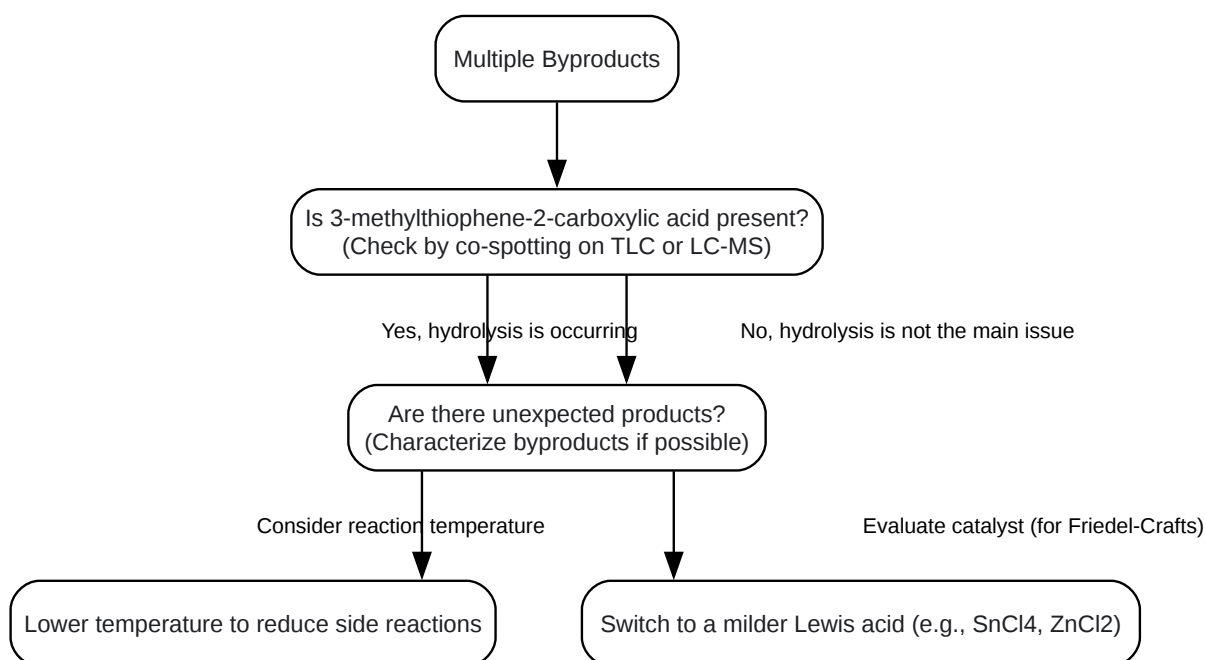 Multiple Byproducts
Is 3-methylthiophene-2-carboxylic acid present?
(Check by co-spotting on TLC or LC-MS)
Yes, hydrolysis is occurring
No, hydrolysis is not the main issue
Are there unexpected products?
(Characterize byproducts if possible)
Consider reaction temperature
Evaluate catalyst (for Friedel-Crafts)
Lower temperature to reduce side reactions
Switch to a milder Lewis acid (e.g., SnCl4, ZnCl2)